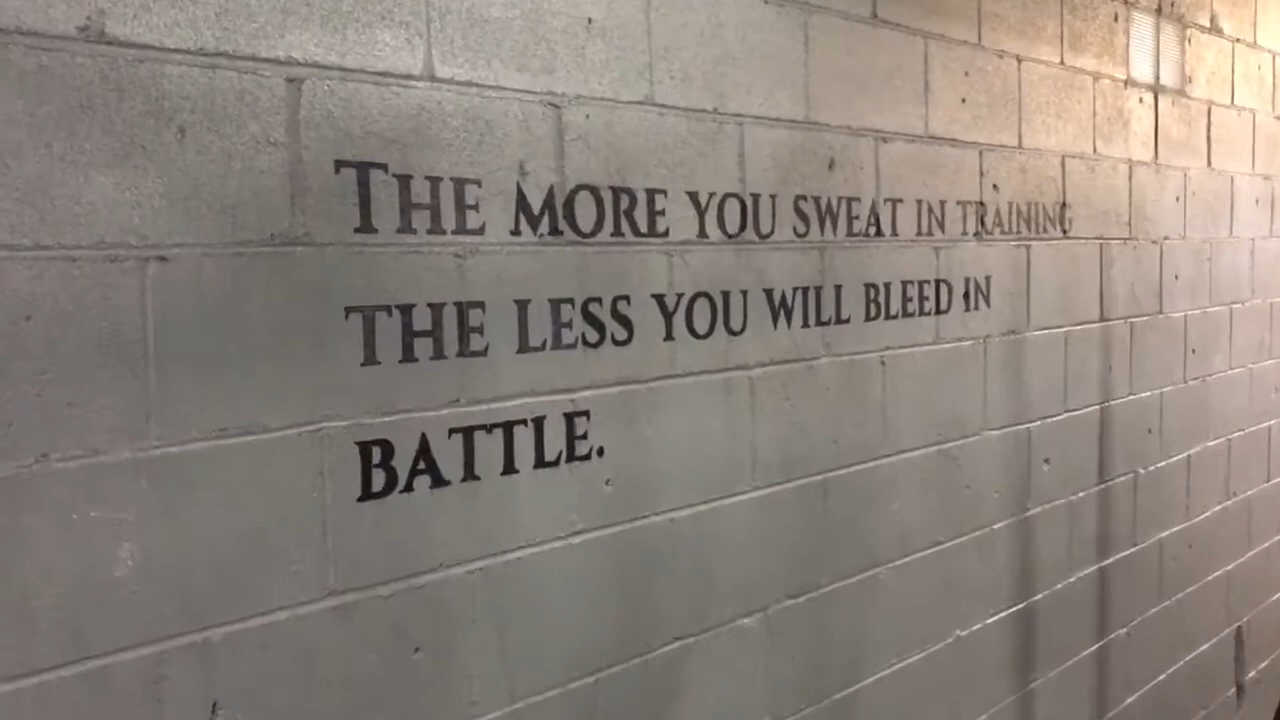 THE MORE YOU SWEAT IN TRAINING
THE LESS YOU WILL BLEED IN
BATTLE.